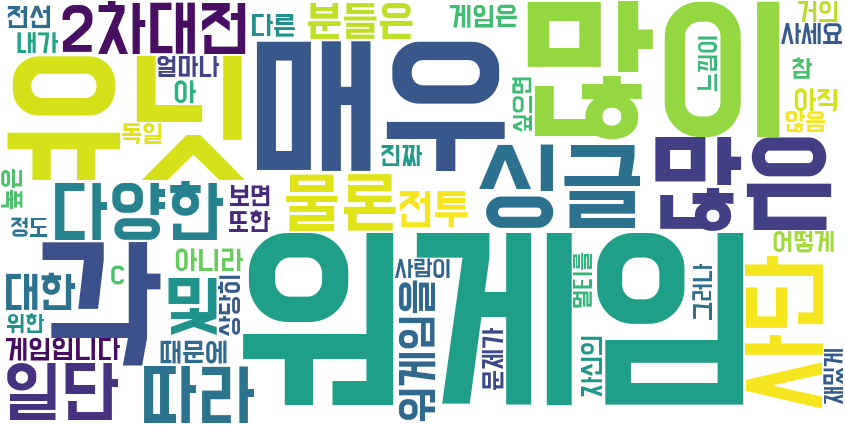 전선
2차대전
다른
분들은
게임은
많이
느낌이
거의
사세요
내가
얼마나
유닛
매우
아
싶으면
참
아직
않음
독일
진짜
싱글
많은
높은
다양한
보면
물론
전투
정도
또한
어떻게
각
아니라
워게임
사람이
멀티를
그러나
사단
대한
c
및
상당히
위한
워게임을
게임입니다
때문에
문제가
자신의
재밌게
일단
따라